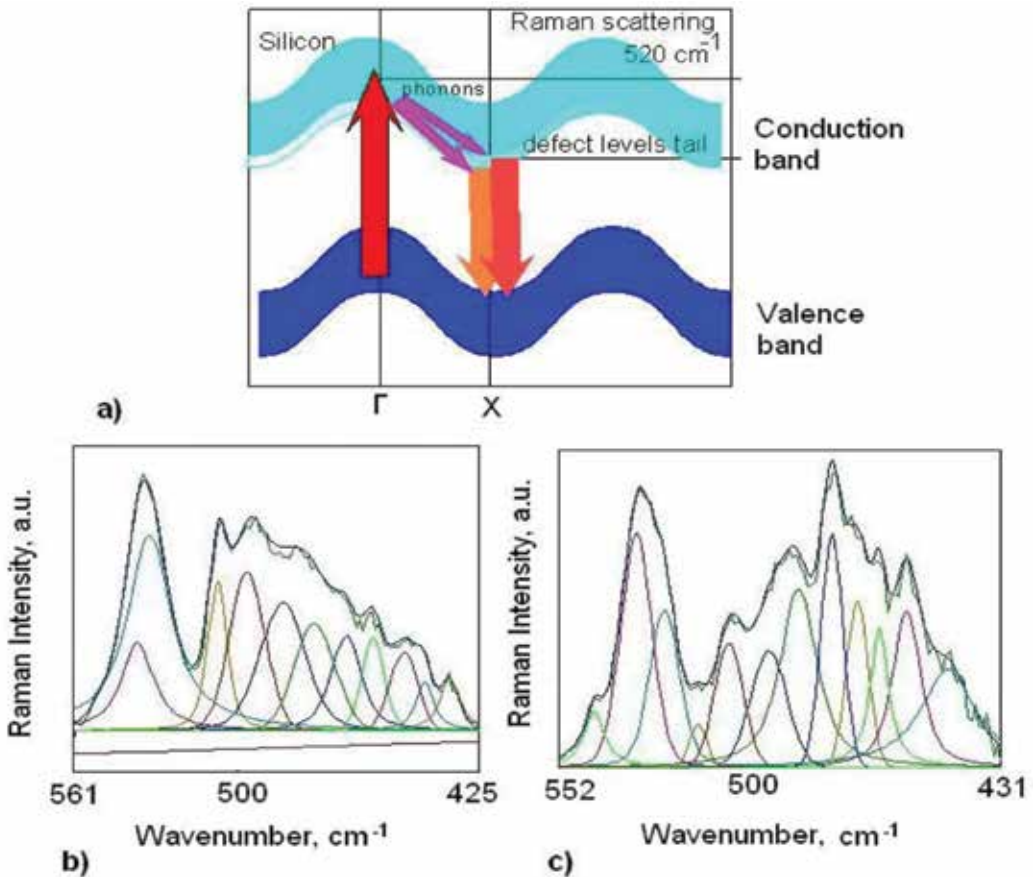 Silicon
Raman scattering
520 cm-1
phonons
defect levels tail
Conduction
band
Valence
band
Γ
X
a)
Raman Intensity, a.u.
561
500
425
Wavenumber, cm-1
b)
Raman Intensity, a.u.
552
500
431
Wavenumber, cm-1
c)